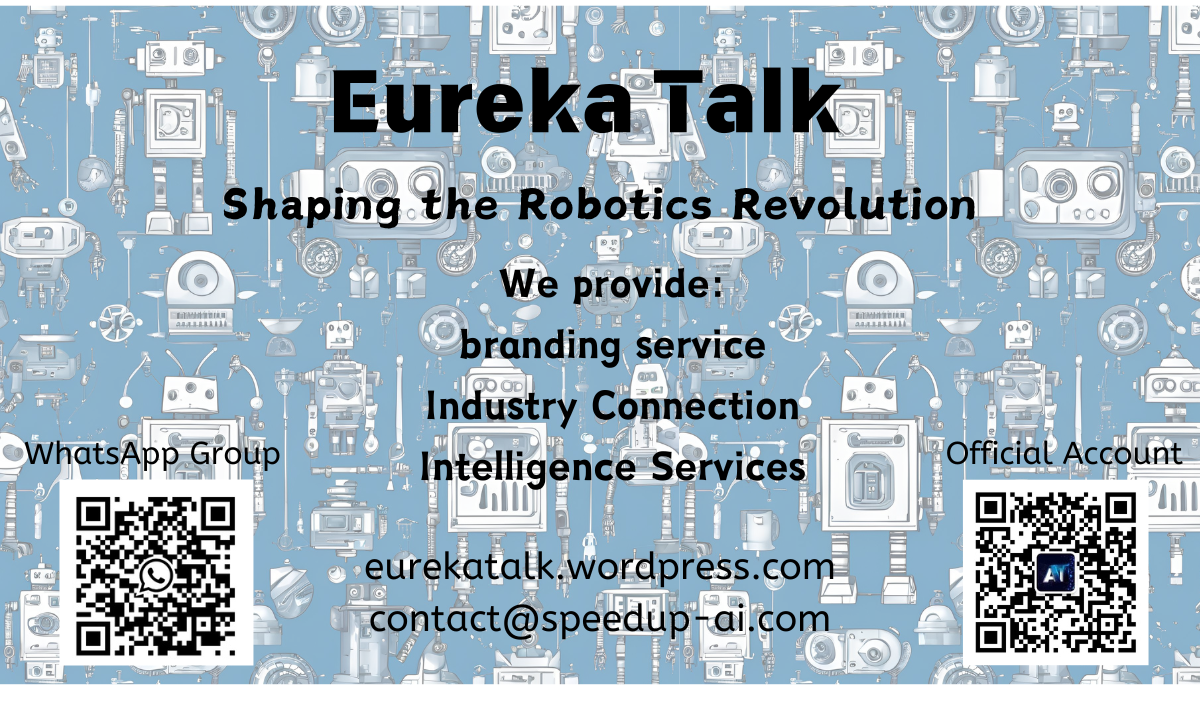 Eureka Talk
Shaping the Robotics Revolution
We provide:
branding service
Industry Connection
Intelligence Services
WhatsApp Group
Official Account
AT
eurekatalk.wordpress.com
contact@speedup-ai.com